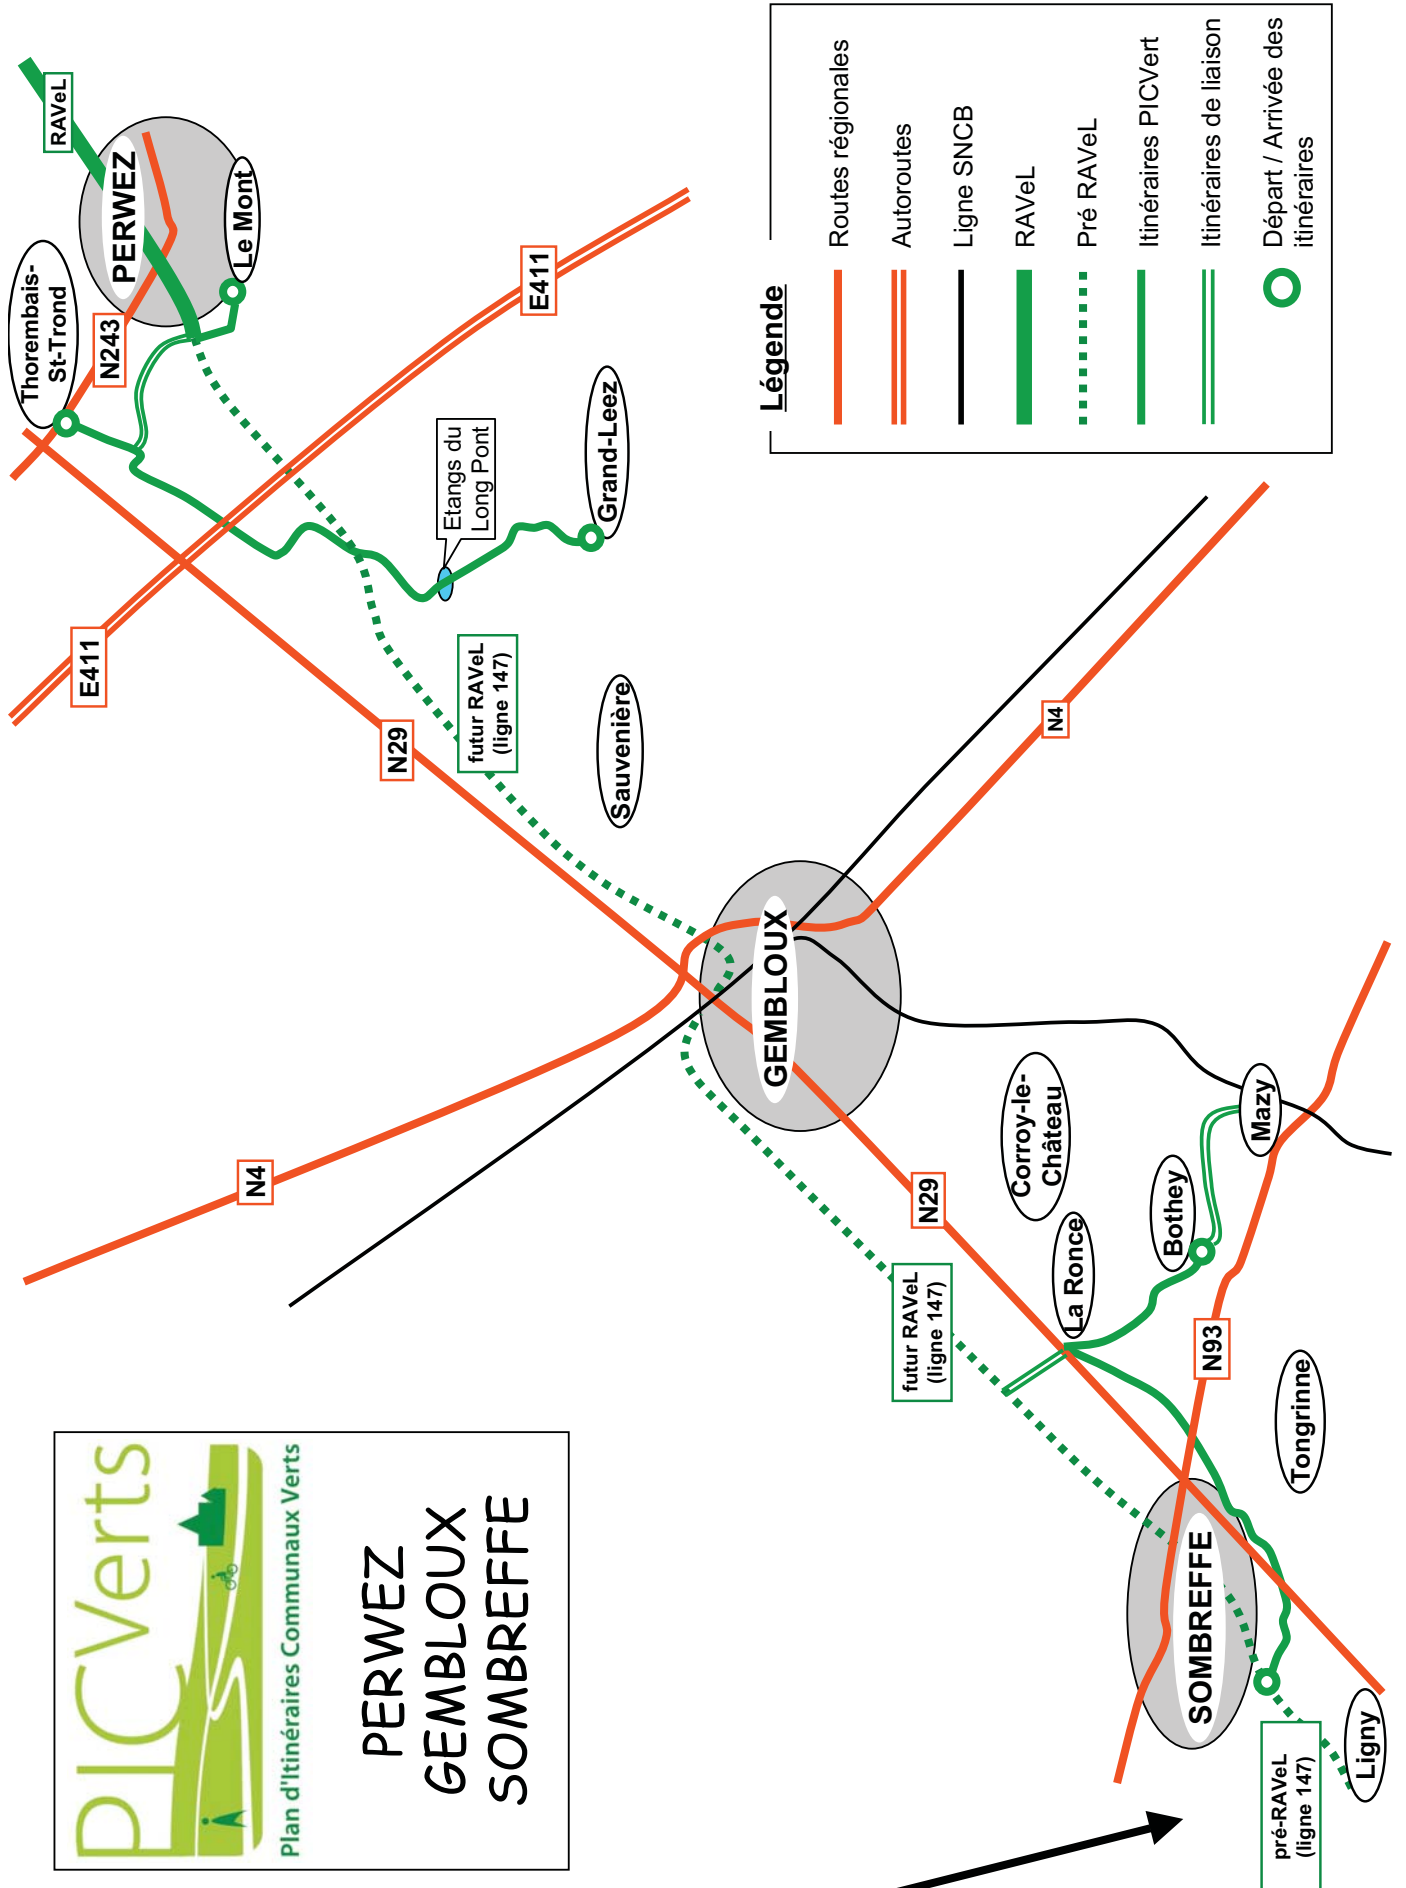 PICVerts
Plan d'Itinéraires Communaux Verts
PERWEZ
GEMBLOUX
SOMBREFFE
RAVeL
PERWEZ
Le Mont
Thorembais-
St-Trond
N243
E411
E411
Etangs du
Long Pont
Grand-Leez
N29
futur RAVeL
(ligne 147)
Sauvenière
N4
GEMBLOUX
N4
N29
Corroy-le-
Château
futur RAVeL
(ligne 147)
La Ronce
Bothey
Mazy
N93
Tongrinne
SOMBREFFE
pré-RAVeL
(ligne 147)
Ligny
Légende
Routes régionales
Autoroutes
Ligne SNCB
RAVeL
Pré RAVeL
Itinéraires PICVert
Itinéraires de liaison
Départ / Arrivée des
itinéraires